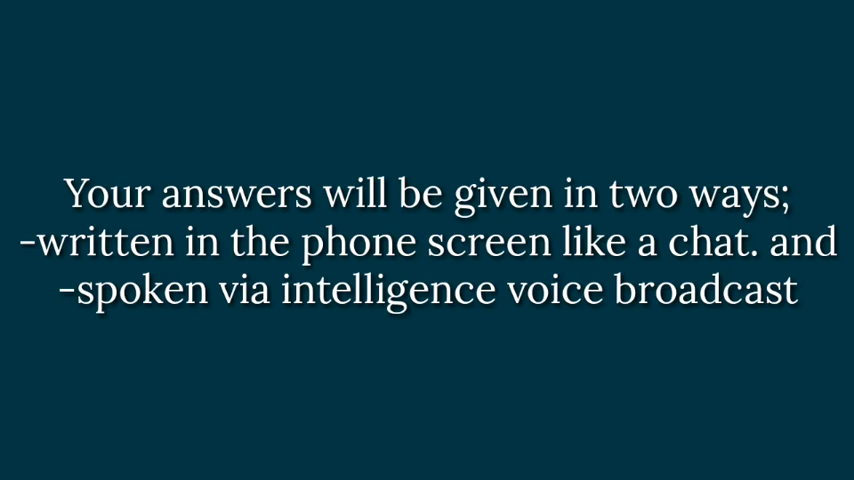 Your answers will be given in two ways;
-written in the phone screen like a chat. and
-spoken via intelligence voice broadcast